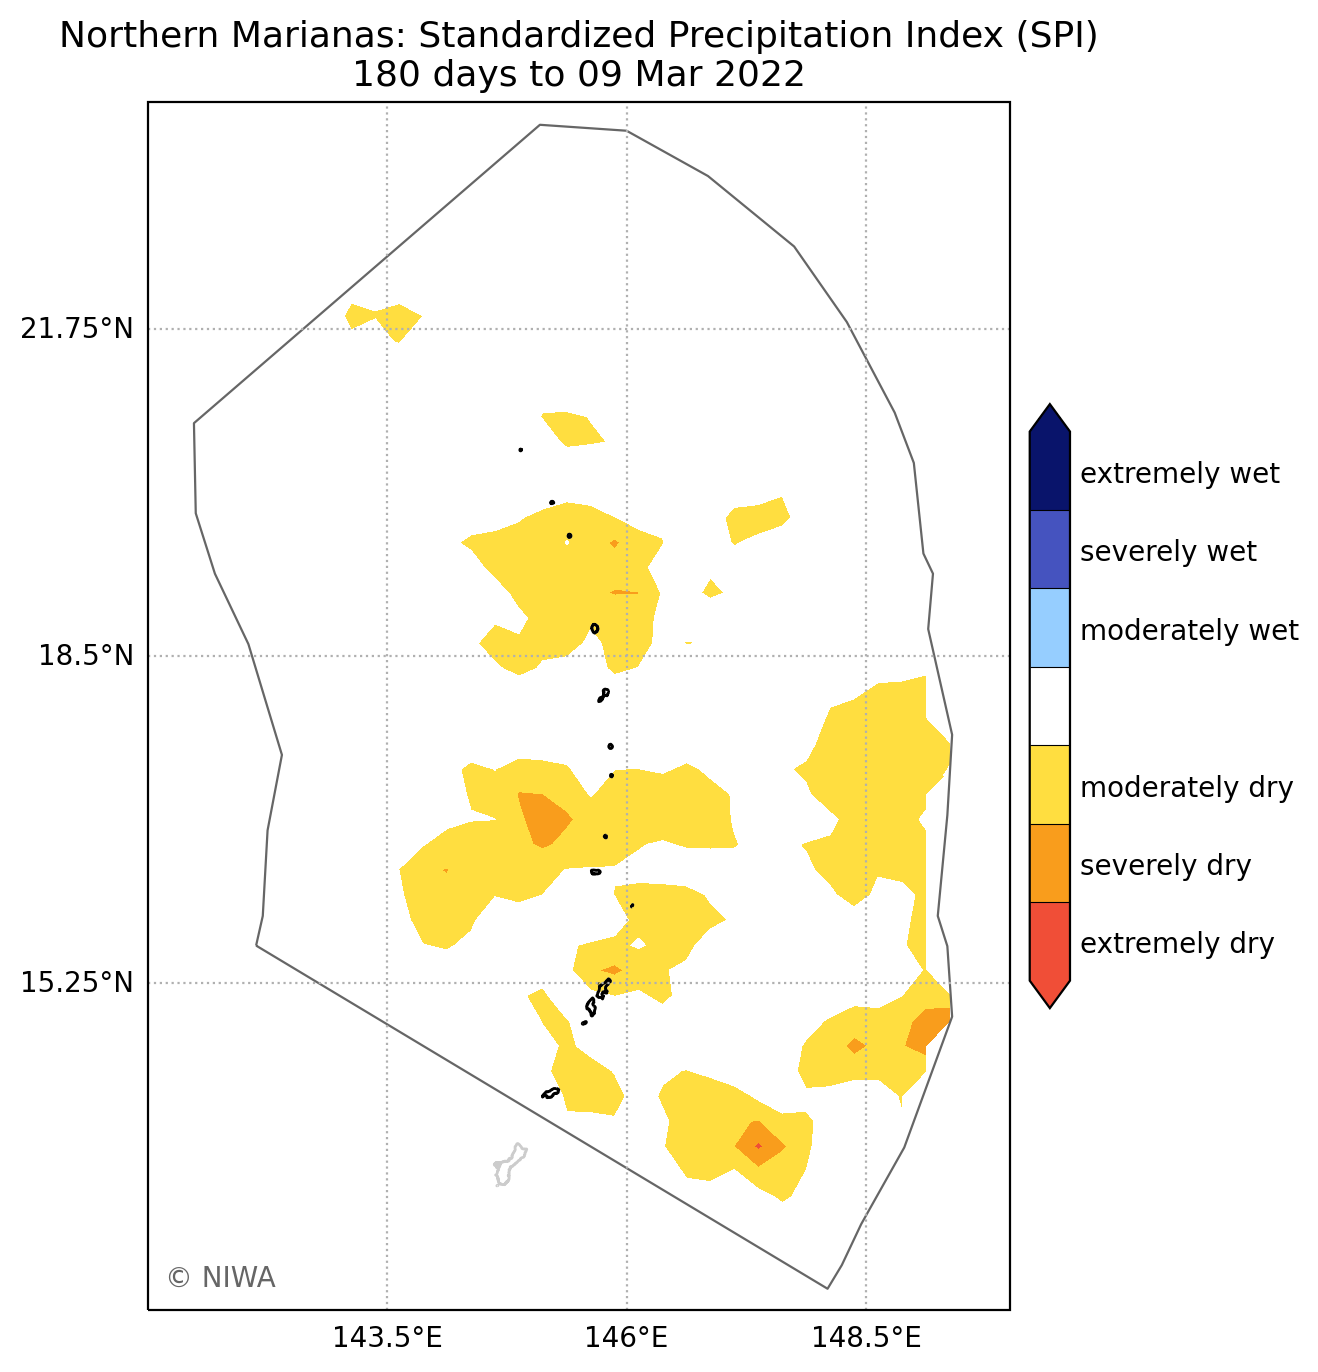 Northern Marianas: Standardized Precipitation Index (SPI)
180 days to 09 Mar 2022
21.75°N
18.5°N
15.25°N
143.5°E
146°E
148.5°E
extremely wet
severely wet
moderately wet
moderately dry
severely dry
extremely dry
© NIWA